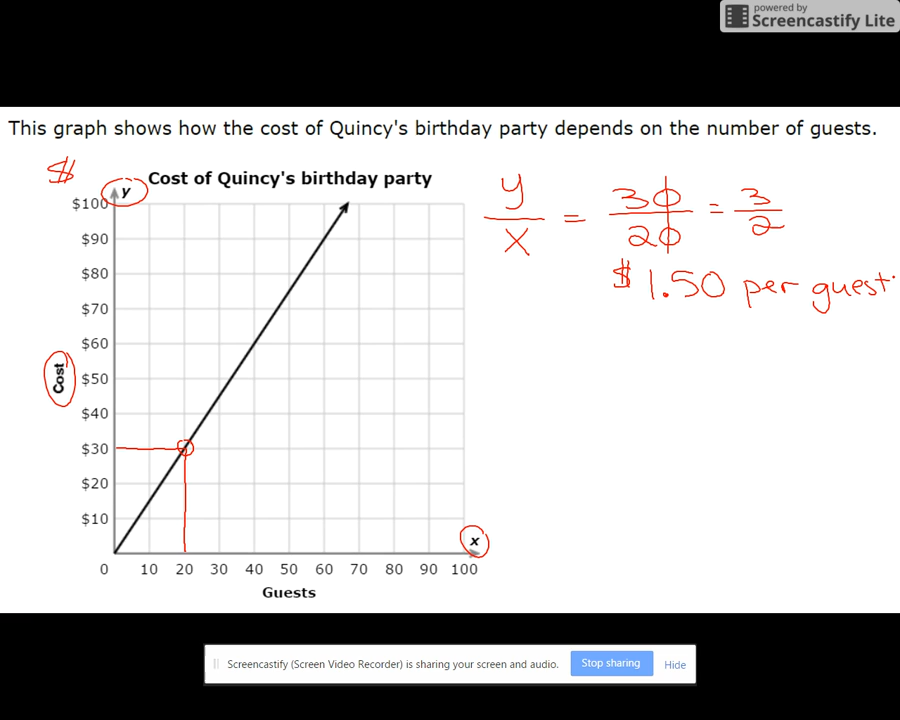 powered by
Screencastify Lite
This graph shows how the cost of Quincy's birthday party depends on the number of guests.
$
Cost of Quincy's birthday party
y
$100
$90
$80
$70
$60
$50
$40
$30
$20
$10
Cost
x
0 10 20 30 40 50 60 70 80 90 100
Guests
y/x = 30/20 = 3/2
$1.50 per guest.
Screencastify (Screen Video Recorder) is sharing your screen and audio. Stop sharing Hide